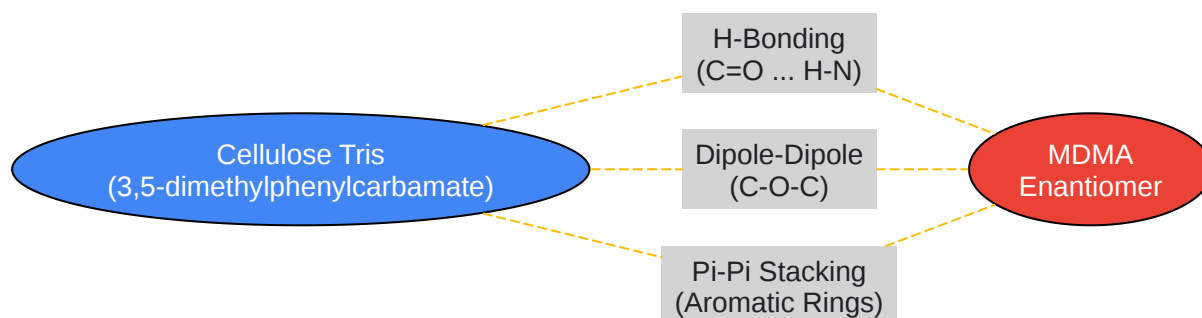 H-Bonding
(C=O ... H-N)
Cellulose Tris
(3,5-dimethylphenylcarbamate)
Dipole-Dipole
(C-O-C)
MDMA
Enantiomer
Pi-Pi Stacking
(Aromatic Rings)